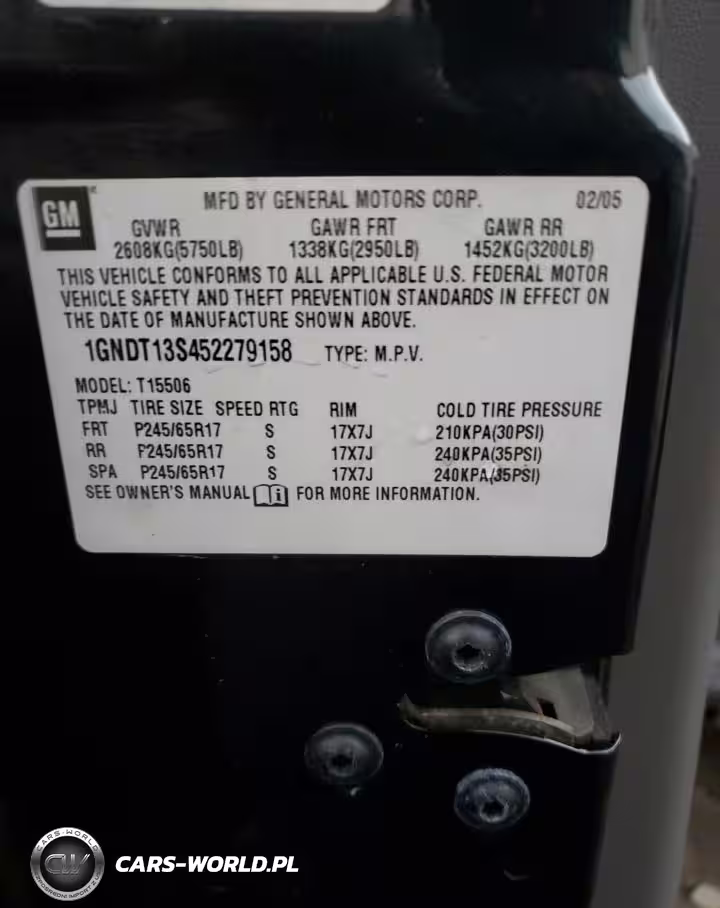 GM
MFD BY GENERAL MOTORS CORP. 02/05
GVWR GAWR FRT GAWR RR
2608KG(5750LB) 1338KG(2950LB) 1452KG(3200LB)
THIS VEHICLE CONFORMS TO ALL APPLICABLE U.S. FEDERAL MOTOR
VEHICLE SAFETY AND THEFT PREVENTION STANDARDS IN EFFECT ON
THE DATE OF MANUFACTURE SHOWN ABOVE.
1GNDT13S452279158 TYPE: M.P.V.
MODEL: T15506
TPMJ TIRE SIZE SPEED RTG RIM COLD TIRE PRESSURE
FRT P245/65R17 S 17X7J 210KPA(30PSI)
RR P245/65R17 S 17X7J 240KPA(35PSI)
SPA P245/65R17 S 17X7J 240KPA(35PSI)
SEE OWNER'S MANUAL FOR MORE INFORMATION.
CARS-WORLD
CW
CARS-WORLD.PL